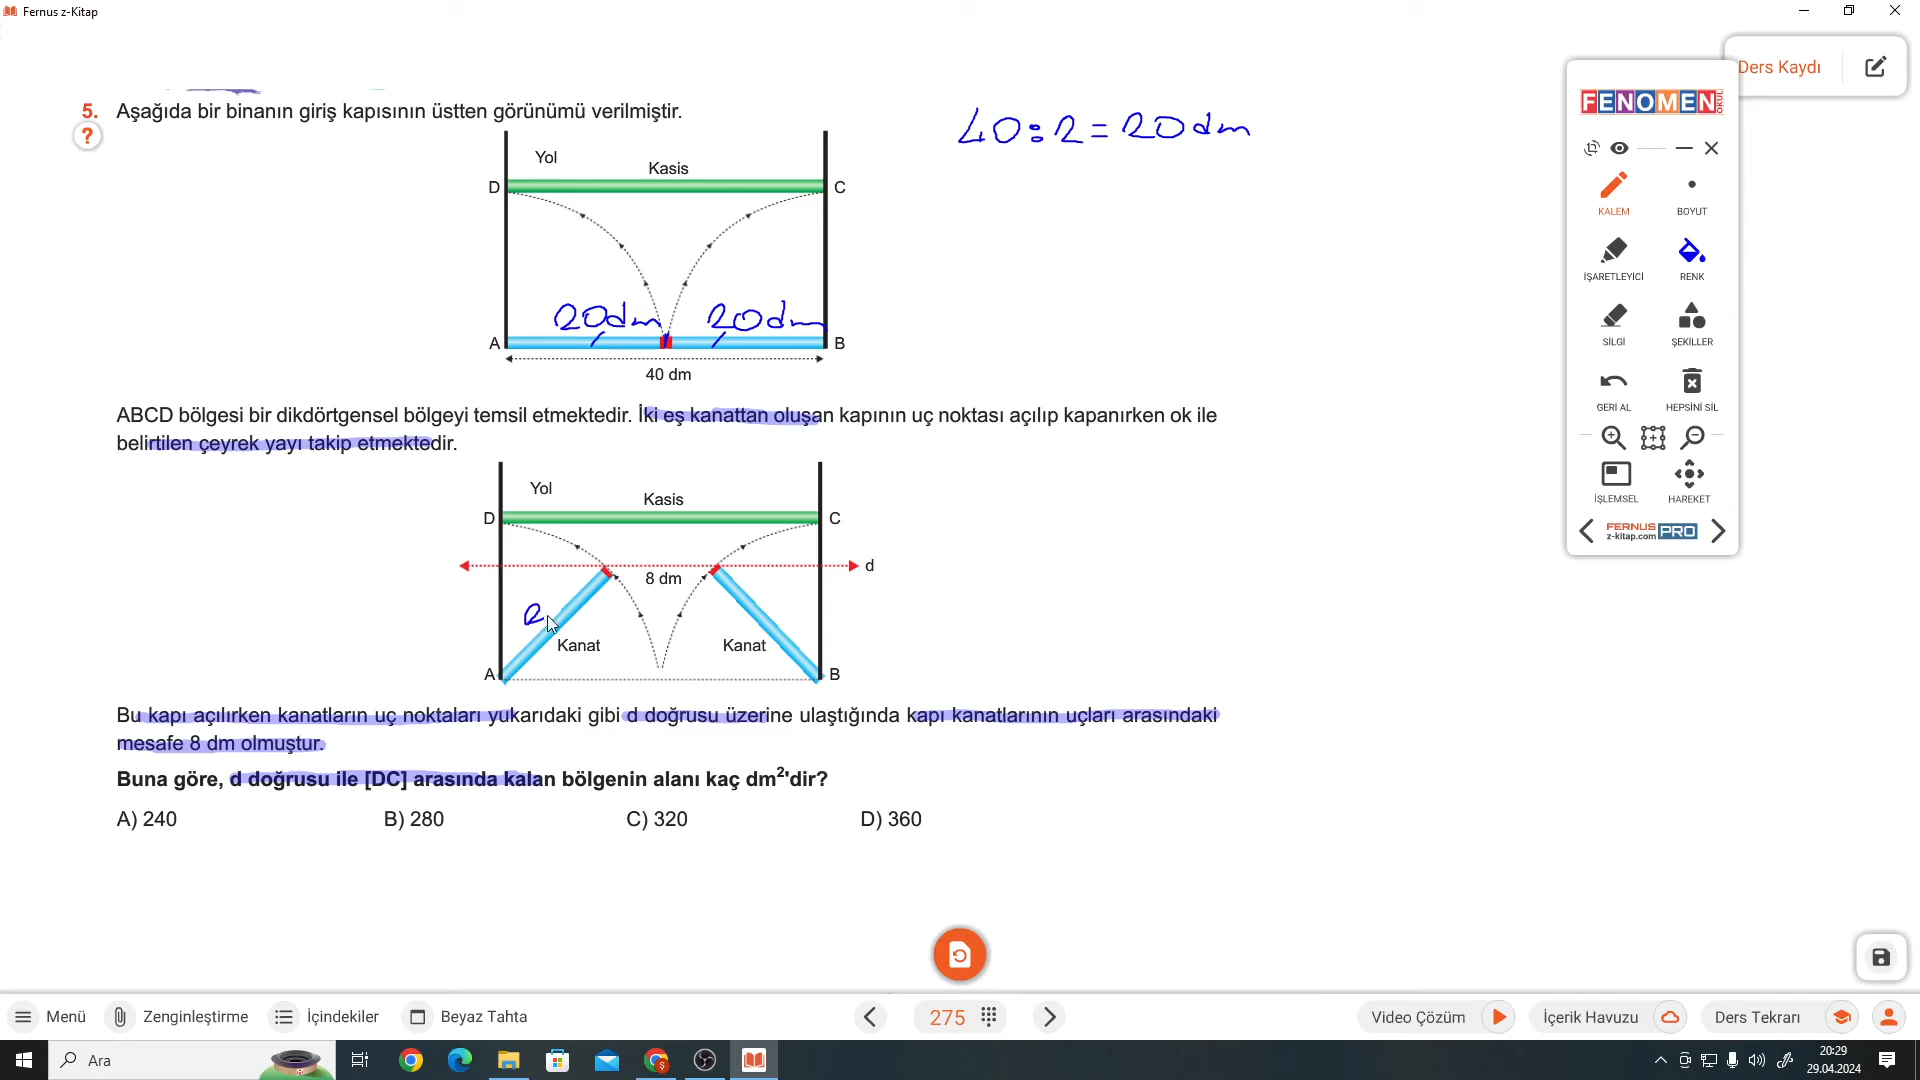 Fernus z-Kitap
Ders Kaydı
5. Aşağıda bir binanın giriş kapısının üstten görünümü verilmiştir.
?
40:2=20dm
Yol
Kasis
D
C
20dm
20dm
A
B
40 dm
ABCD bölgesi bir dikdörtgensel bölgeyi temsil etmektedir. İki eş kanattan oluşan kapının uç noktası açılıp kapanırken ok ile
belirtilen çeyrek yayı takip etmektedir.
Yol
Kasis
D
C
8 dm
d
Kanat
Kanat
A
B
Bu kapı açılırken kanatların uç noktaları yukarıdaki gibi d doğrusu üzerine ulaştığında kapı kanatlarının uçları arasındaki
mesafe 8 dm olmuştur.
Buna göre, d doğrusu ile [DC] arasında kalan bölgenin alanı kaç dm²'dir?
A) 240 B) 280 C) 320 D) 360
FENOMEN OKUL
KALEM BOYUT
İŞARETLEYİCİ RENK
SİLGİ ŞEKİLLER
GERİ AL HEPSİNİ SİL
İŞLEMSEL HAREKET
FERNUS PRO
z-kitap.com
Menü Zenginleştirme İçindekiler Beyaz Tahta 275 Video Çözüm İçerik Havuzu Ders Tekrarı
Ara
20:29
29.04.2024